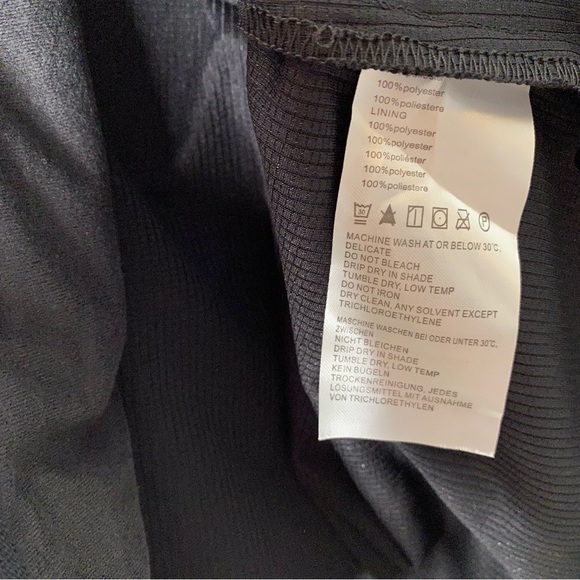 100%polyester
100%poliestere
LINING
100%polyester
100%polyester
100%poliéster
100%polyester
100%poliestere
30
P
MACHINE WASH AT OR BELOW 30℃,
DELICATE
DO NOT BLEACH
DRIP DRY IN SHADE
TUMBLE DRY, LOW TEMP
DO NOT IRON
DRY CLEAN, ANY SOLVENT EXCEPT
TRICHLOROETHYLENE
MASCHINE WASCHEN BEI ODER UNTER 30℃,
ZWISCHEN
NICHT BLEICHEN
DRIP DRY IN SHADE
TUMBLE DRY, LOW TEMP
KEIN BÜGELN
TROCKENREINIGUNG, JEDES
LÖSUNGSMITTEL MIT AUSNAHME
VON TRICHLORETHYLEN